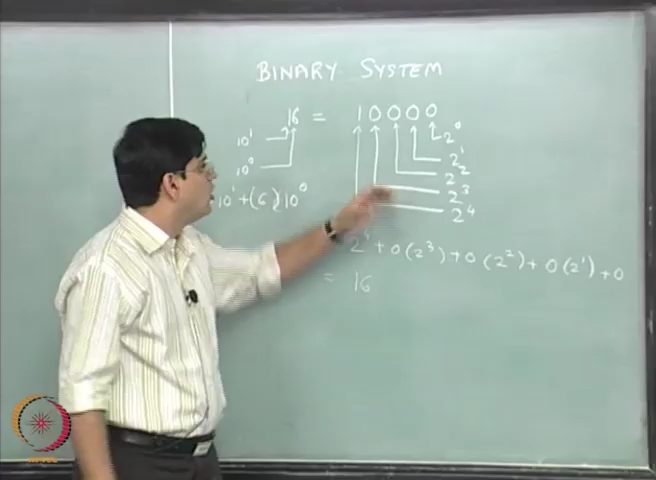 BINARY SYSTEM
16 = 10000
10¹ 2⁰
10⁰ 2¹
2²
2³
2⁴
10¹ + (6) 10⁰
2⁴ + 0(2³) + 0(2²) + 0(2¹) + 0
= 16